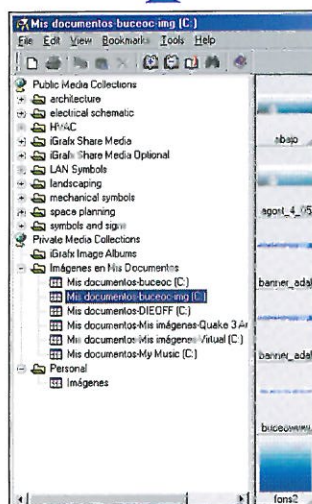 Mis documentos-buceoc-img (C:)
File Edit View Bookmarks Tools Help
Public Media Collections
architecture
electrical schematic
HVAC
iGrafx Share Media
iGrafx Share Media Optional
LAN Symbols
landscaping
mechanical symbols
space planning
symbols and signs
Private Media Collections
iGrafx Image Albums
Imágenes en Mis Documentos
Mis documentos-buceoc (C:)
Mis documentos-buceoc-img (C:)
Mis documentos-DIEOFF (C:)
Mis documentos-Mis imágenes-Quake 3 Ar
Mis documentos-Mis imágenes-Virtual (C:)
Mis documentos-My Music (C:)
Personal
Imágenes
abajo
agost_4_05
banner_adal
banner_adal
fons2